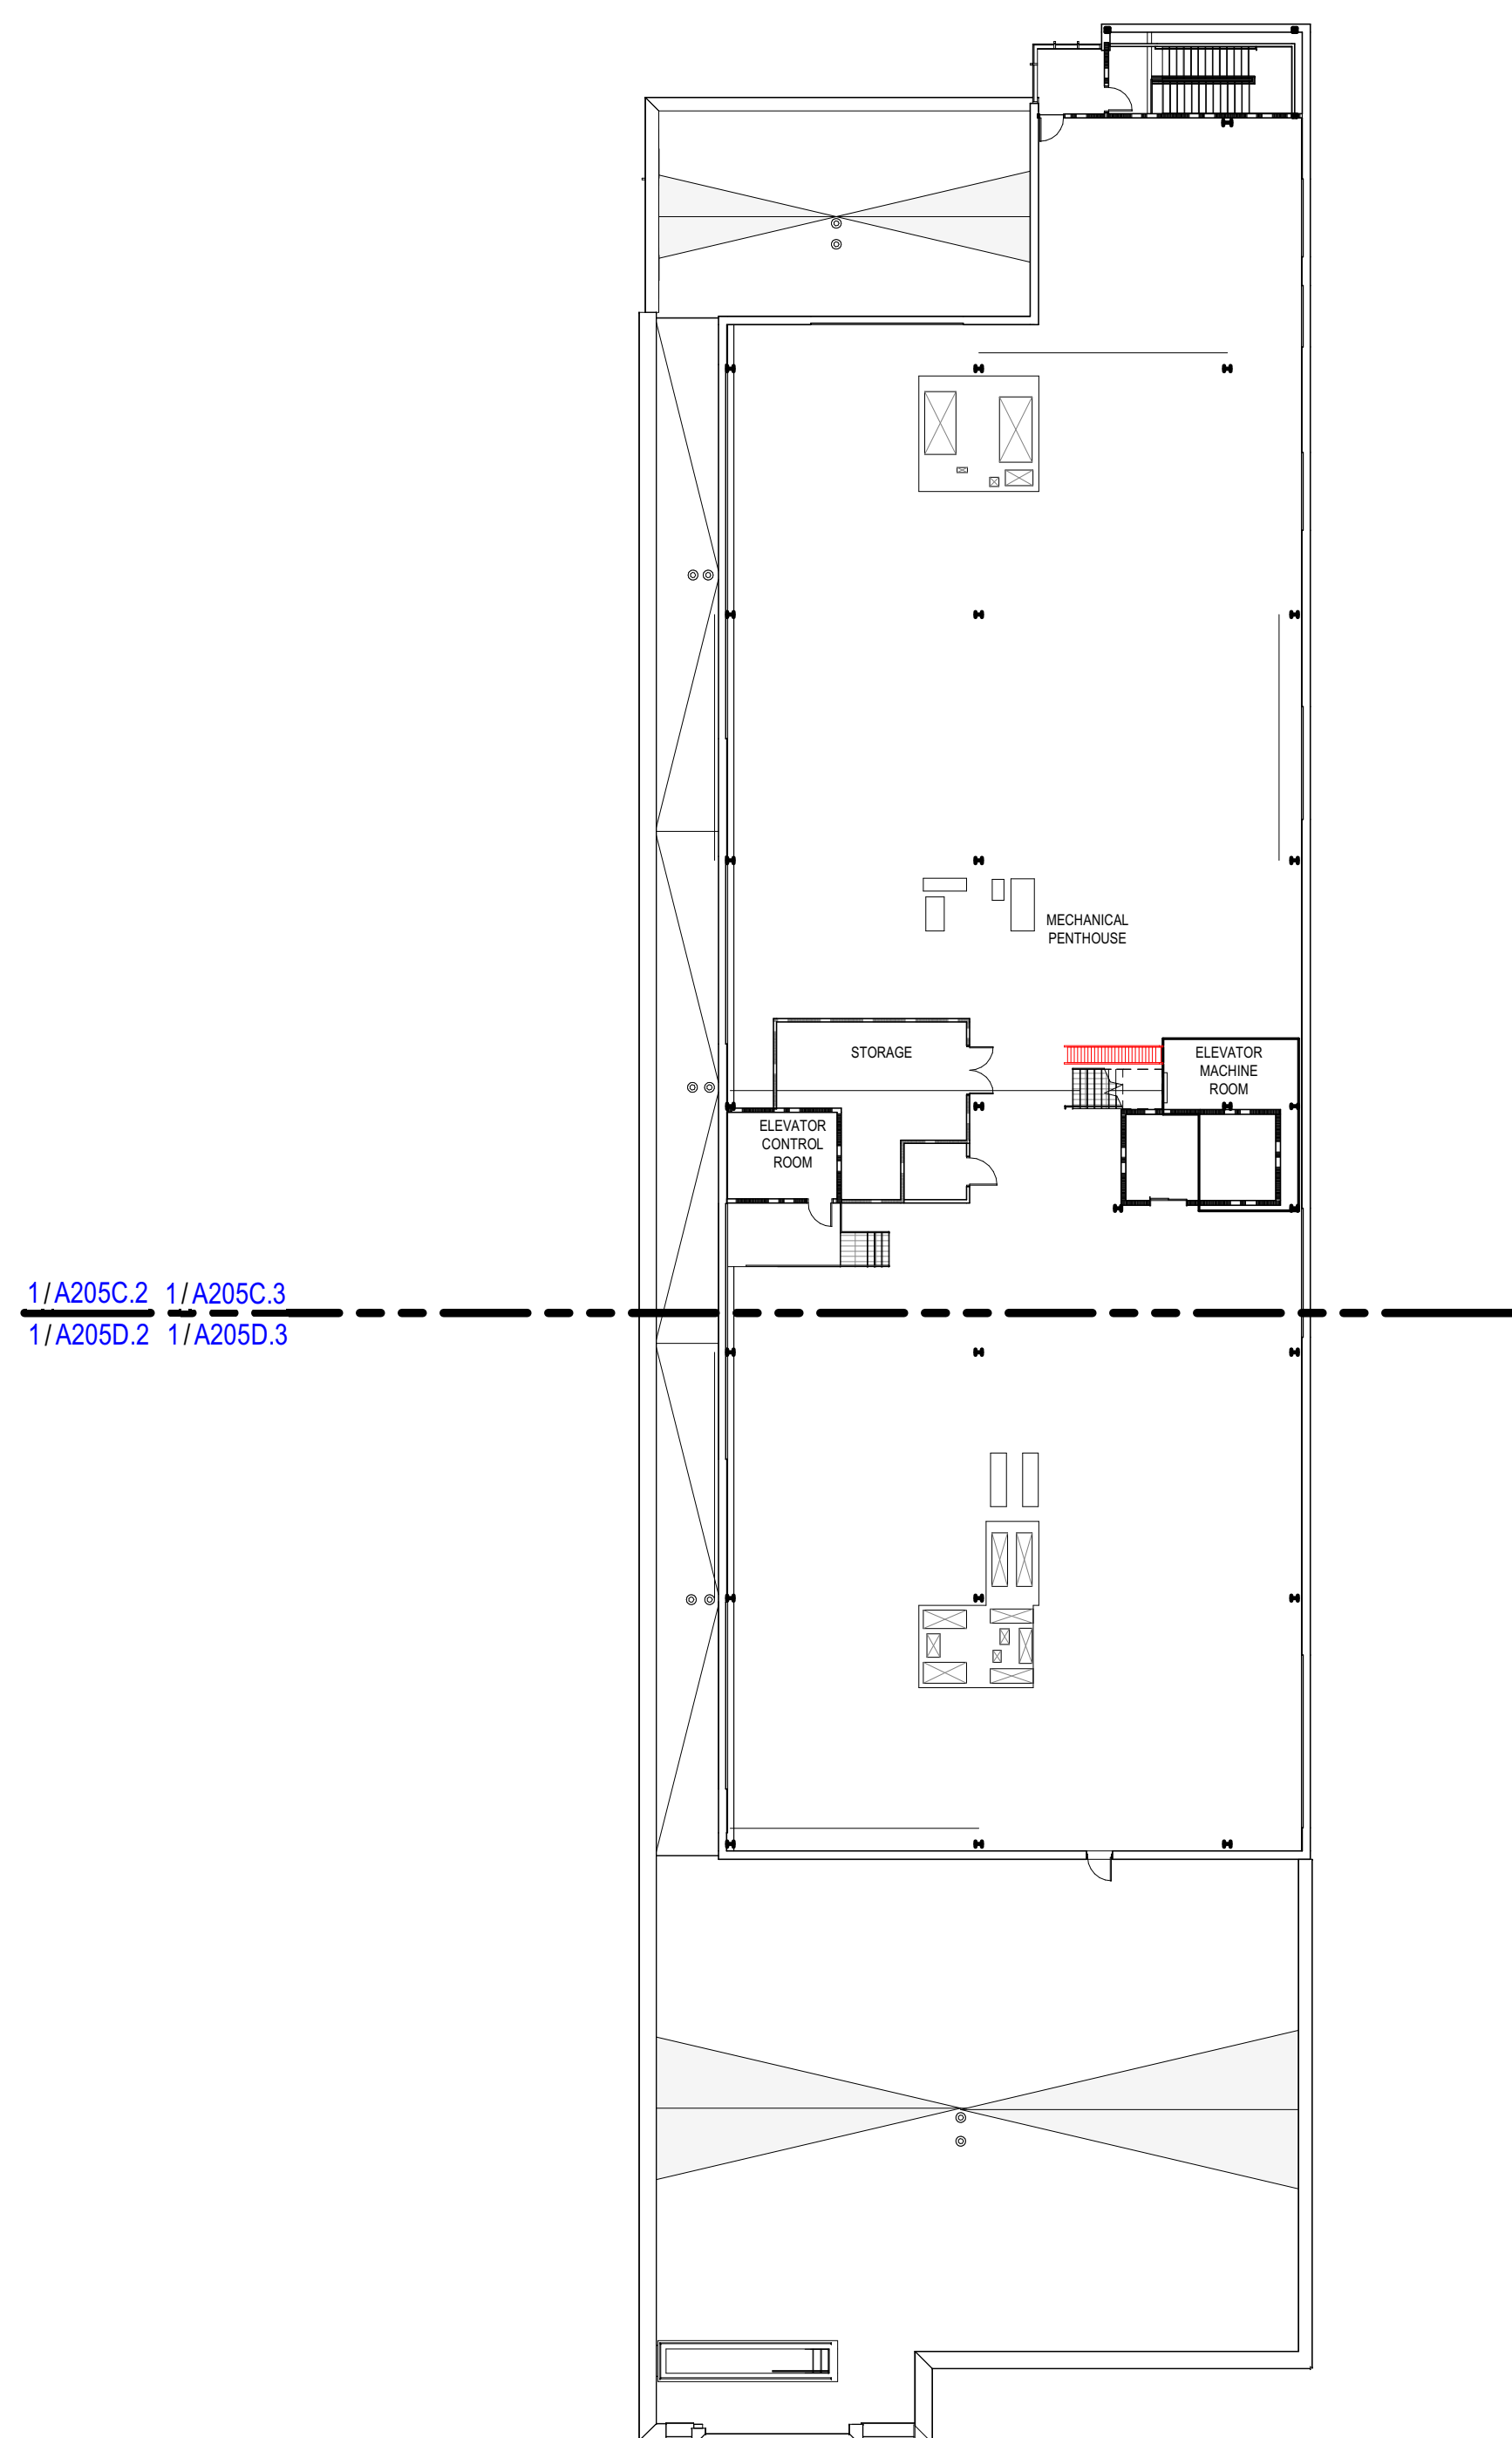 MECHANICAL
PENTHOUSE
STORAGE
ELEVATOR
MACHINE
ROOM
ELEVATOR
CONTROL
ROOM
1/A205C.2 1/A205C.3
1/A205D.2 1/A205D.3